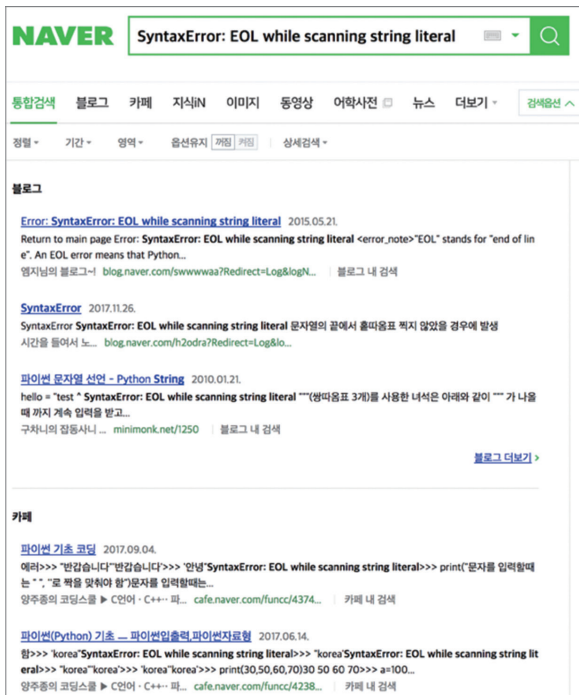 NAVER
SyntaxError: EOL while scanning string literal
통합검색 블로그 카페 지식iN 이미지 동영상 어학사전 뉴스 더보기 검색옵션
정렬 기간 영역 옵션유지 꺼짐 켜짐 상세검색
블로그
Error: SyntaxError: EOL while scanning string literal 2015.05.21.
Return to main page Error: SyntaxError: EOL while scanning string literal <error_note>"EOL" stands for "end of lin
e". An EOL error means that Python...
엠지님의 블로그~! blog.naver.com/swwwwaa?Redirect=Log&logN... 블로그 내 검색
SyntaxError 2017.11.26.
SyntaxError SyntaxError: EOL while scanning string literal 문자열의 끝에서 홑따옴표 찍지 않았을 경우에 발생
시간을 들여서 노... blog.naver.com/h2odra?Redirect=Log&lo...
파이썬 문자열 선언 - Python String 2010.01.21.
hello = "test ^ SyntaxError: EOL while scanning string literal """(쌍따옴표 3개)를 사용한 녀석은 아래와 같이 """ 가 나올
때 까지 계속 입력을 받고...
구차니의 잡동사니 ... minimonk.net/1250 블로그 내 검색
블로그 더보기 >
카페
파이썬 기초 코딩 2017.09.04.
에러>>> "반갑습니다"'반갑습니다'>>> '안녕"SyntaxError: EOL while scanning string literal>>> print("문자를 입력할때
는 " ", ''로 짝을 맞춰야 함")문자를 입력할때는...
양주종의 코딩스쿨 ▶ C언어 · C++·· 파... cafe.naver.com/funcc/4374... 카페 내 검색
파이썬(Python) 기초 — 파이썬입출력,파이썬자료형 2017.06.14.
함>>> 'korea"SyntaxError: EOL while scanning string literal>>> "korea'SyntaxError: EOL while scanning string lit
eral>>> "korea"'korea'>>> 'korea''korea'>>> print(30,50,60,70)30 50 60 70>>> a=100...
양주종의 코딩스쿨 ▶ C언어 · C++·· 파... cafe.naver.com/funcc/4238... 카페 내 검색